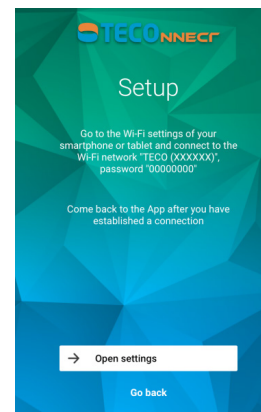 TECONNECT
Setup
Go to the Wi-Fi settings of your
smartphone or tablet and connect to the
Wi-Fi network "TECO (XXXXXX)",
password "00000000"
Come back to the App after you have
established a connection
→ Open settings
Go back